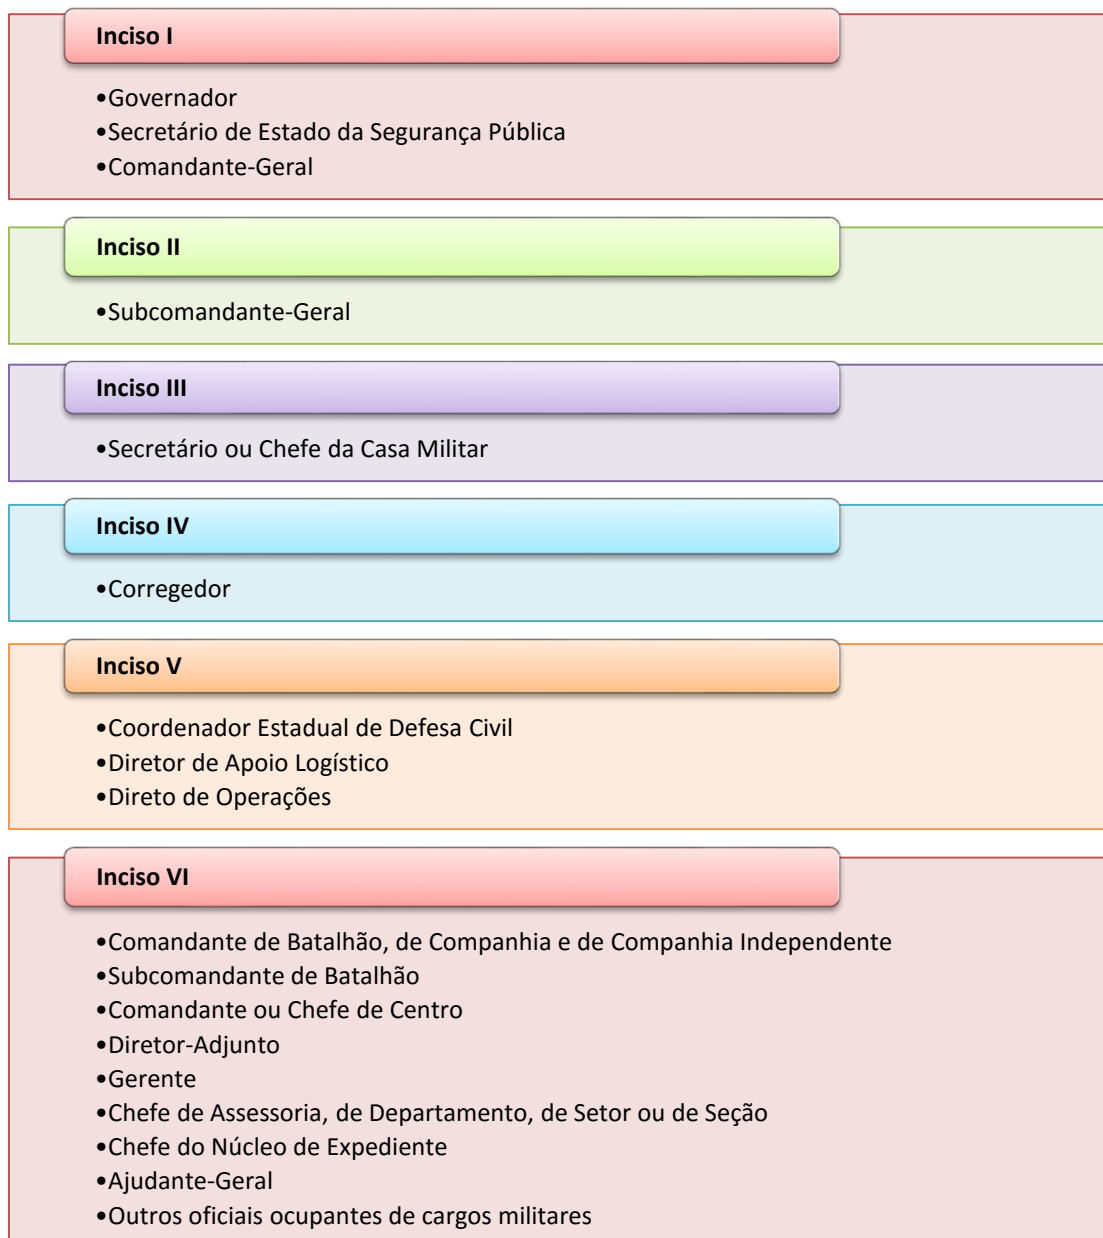 Inciso I
•Governador
•Secretário de Estado da Segurança Pública
•Comandante-Geral
Inciso II
•Subcomandante-Geral
Inciso III
•Secretário ou Chefe da Casa Militar
Inciso IV
•Corregedor
Inciso V
•Coordenador Estadual de Defesa Civil
•Diretor de Apoio Logístico
•Direto de Operações
Inciso VI
•Comandante de Batalhão, de Companhia e de Companhia Independente
•Subcomandante de Batalhão
•Comandante ou Chefe de Centro
•Diretor-Adjunto
•Gerente
•Chefe de Assessoria, de Departamento, de Setor ou de Seção
•Chefe do Núcleo de Expediente
•Ajudante-Geral
•Outros oficiais ocupantes de cargos militares